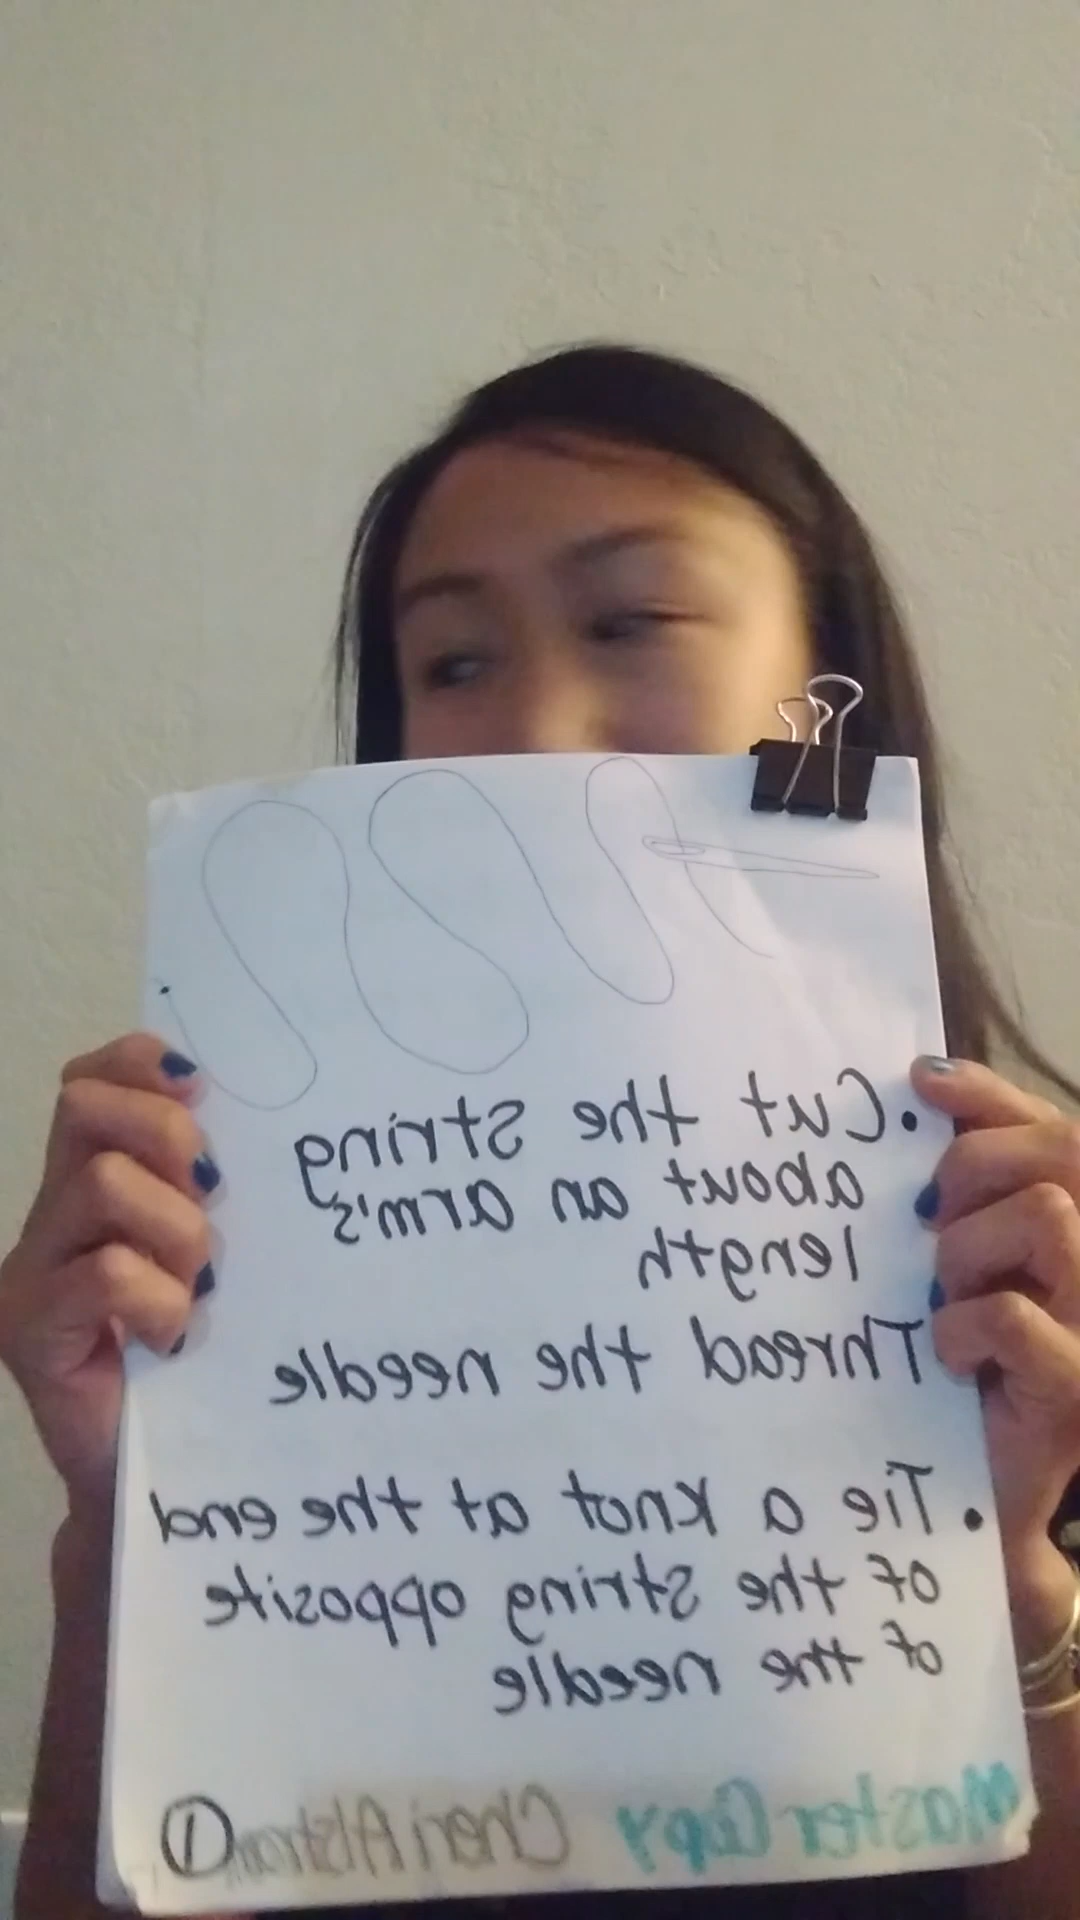 • Cut the string
about an arm's
length
Thread the needle
• Tie a knot at the end
of the string opposite
of the needle
Master Copy Cheri Alstrom ①